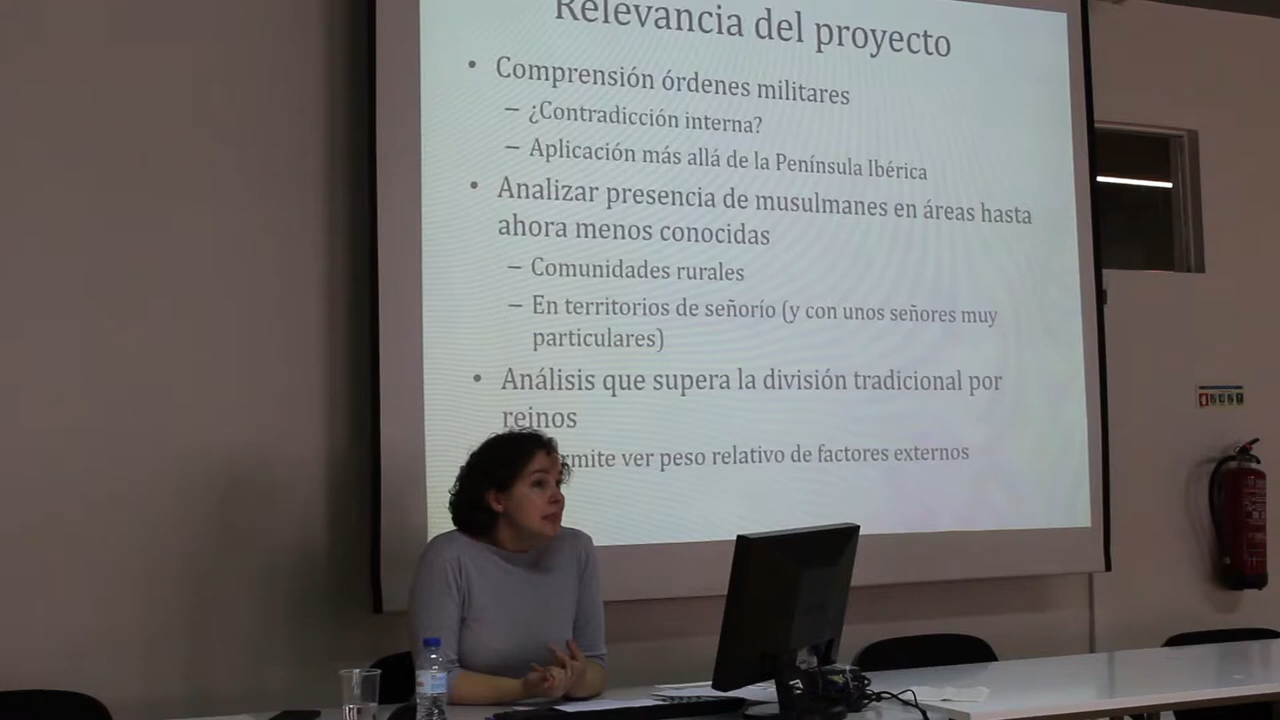 Relevancia del proyecto
• Comprensión órdenes militares
– ¿Contradicción interna?
– Aplicación más allá de la Península Ibérica
• Analizar presencia de musulmanes en áreas hasta
ahora menos conocidas
– Comunidades rurales
– En territorios de señorío (y con unos señores muy
particulares)
• Análisis que supera la división tradicional por
reinos
rmite ver peso relativo de factores externos